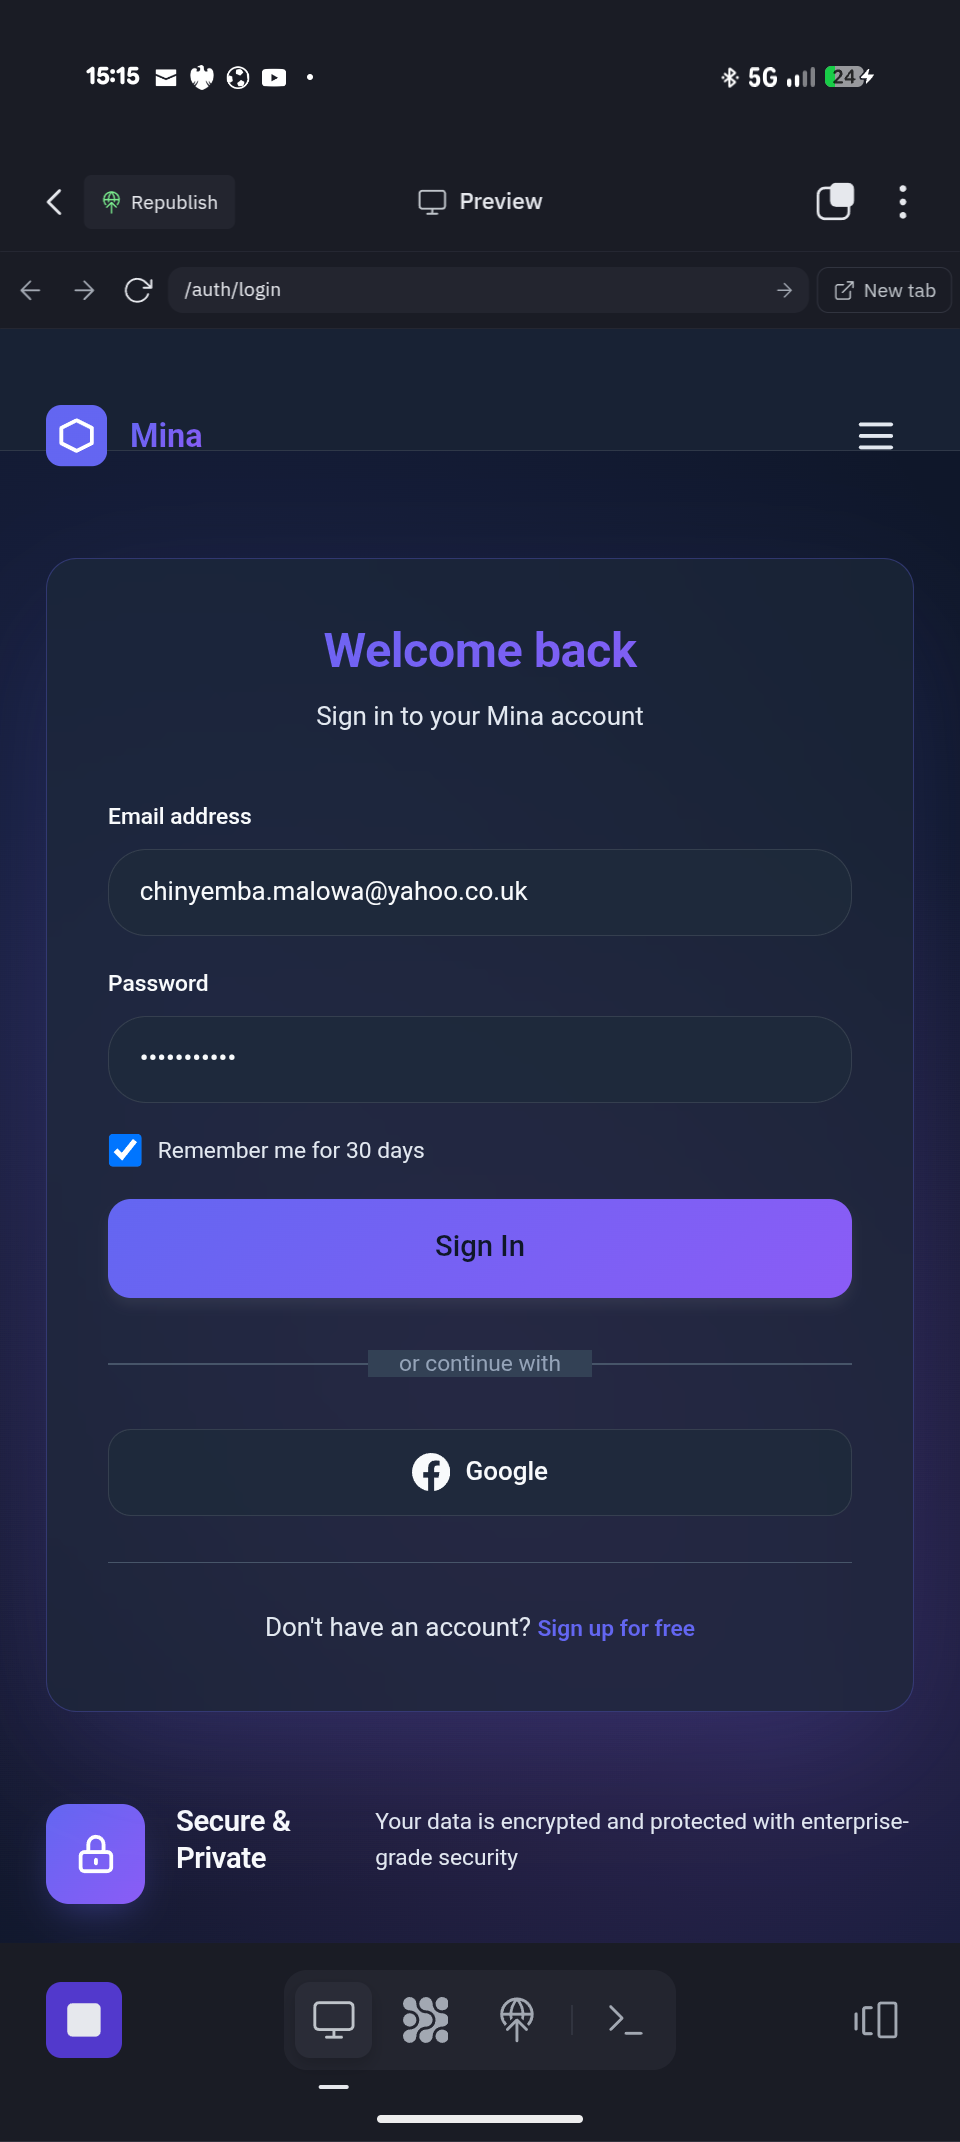 15:15
5G
24
Republish
Preview
/auth/login
New tab
Mina
Welcome back
Sign in to your Mina account
Email address
chinyemba.malowa@yahoo.co.uk
Password
•••••••••••
Remember me for 30 days
Sign In
or continue with
Google
Don't have an account? Sign up for free
Secure &
Private
Your data is encrypted and protected with enterprise-
grade security